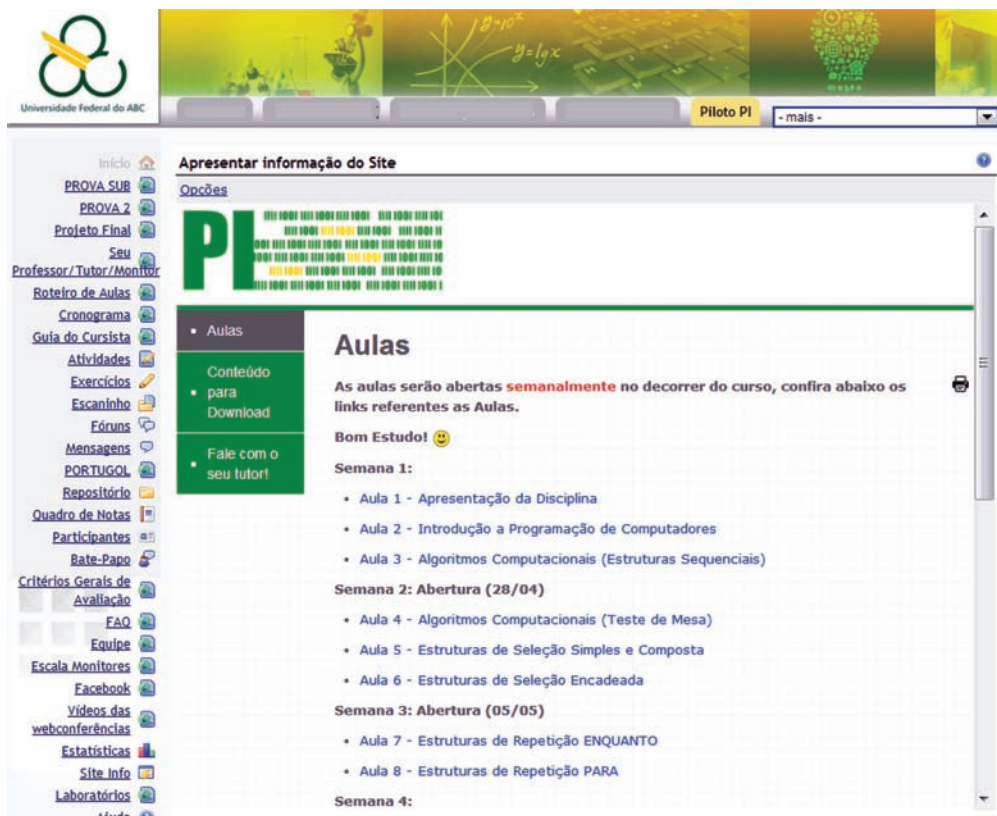 Universidade Federal do ABC
y=10x
y=lgx
Piloto PI
- mais -
Início
PROVA SUB
PROVA 2
Projeto Final
Seu
Professor/Tutor/Monitor
Roteiro de Aulas
Cronograma
Guia do Cursista
Atividades
Exercícios
Escaninho
Fóruns
Mensagens
PORTUGOL
Repositório
Quadro de Notas
Participantes
Bate-Papo
Critérios Gerais de
Avaliação
FAQ
Equipe
Escala Monitores
Facebook
Vídeos das
webconferências
Estatísticas
Site Info
Laboratórios
Ajuda
Apresentar informação do Site
Opções
PI
Aulas
Conteúdo
para
Download
Fale com o
seu tutor!
Aulas
As aulas serão abertas semanalmente no decorrer do curso, confira abaixo os
links referentes as Aulas.
Bom Estudo!
Semana 1:
Aula 1 - Apresentação da Disciplina
Aula 2 - Introdução a Programação de Computadores
Aula 3 - Algoritmos Computacionais (Estruturas Sequenciais)
Semana 2: Abertura (28/04)
Aula 4 - Algoritmos Computacionais (Teste de Mesa)
Aula 5 - Estruturas de Seleção Simples e Composta
Aula 6 - Estruturas de Seleção Encadeada
Semana 3: Abertura (05/05)
Aula 7 - Estruturas de Repetição ENQUANTO
Aula 8 - Estruturas de Repetição PARA
Semana 4: